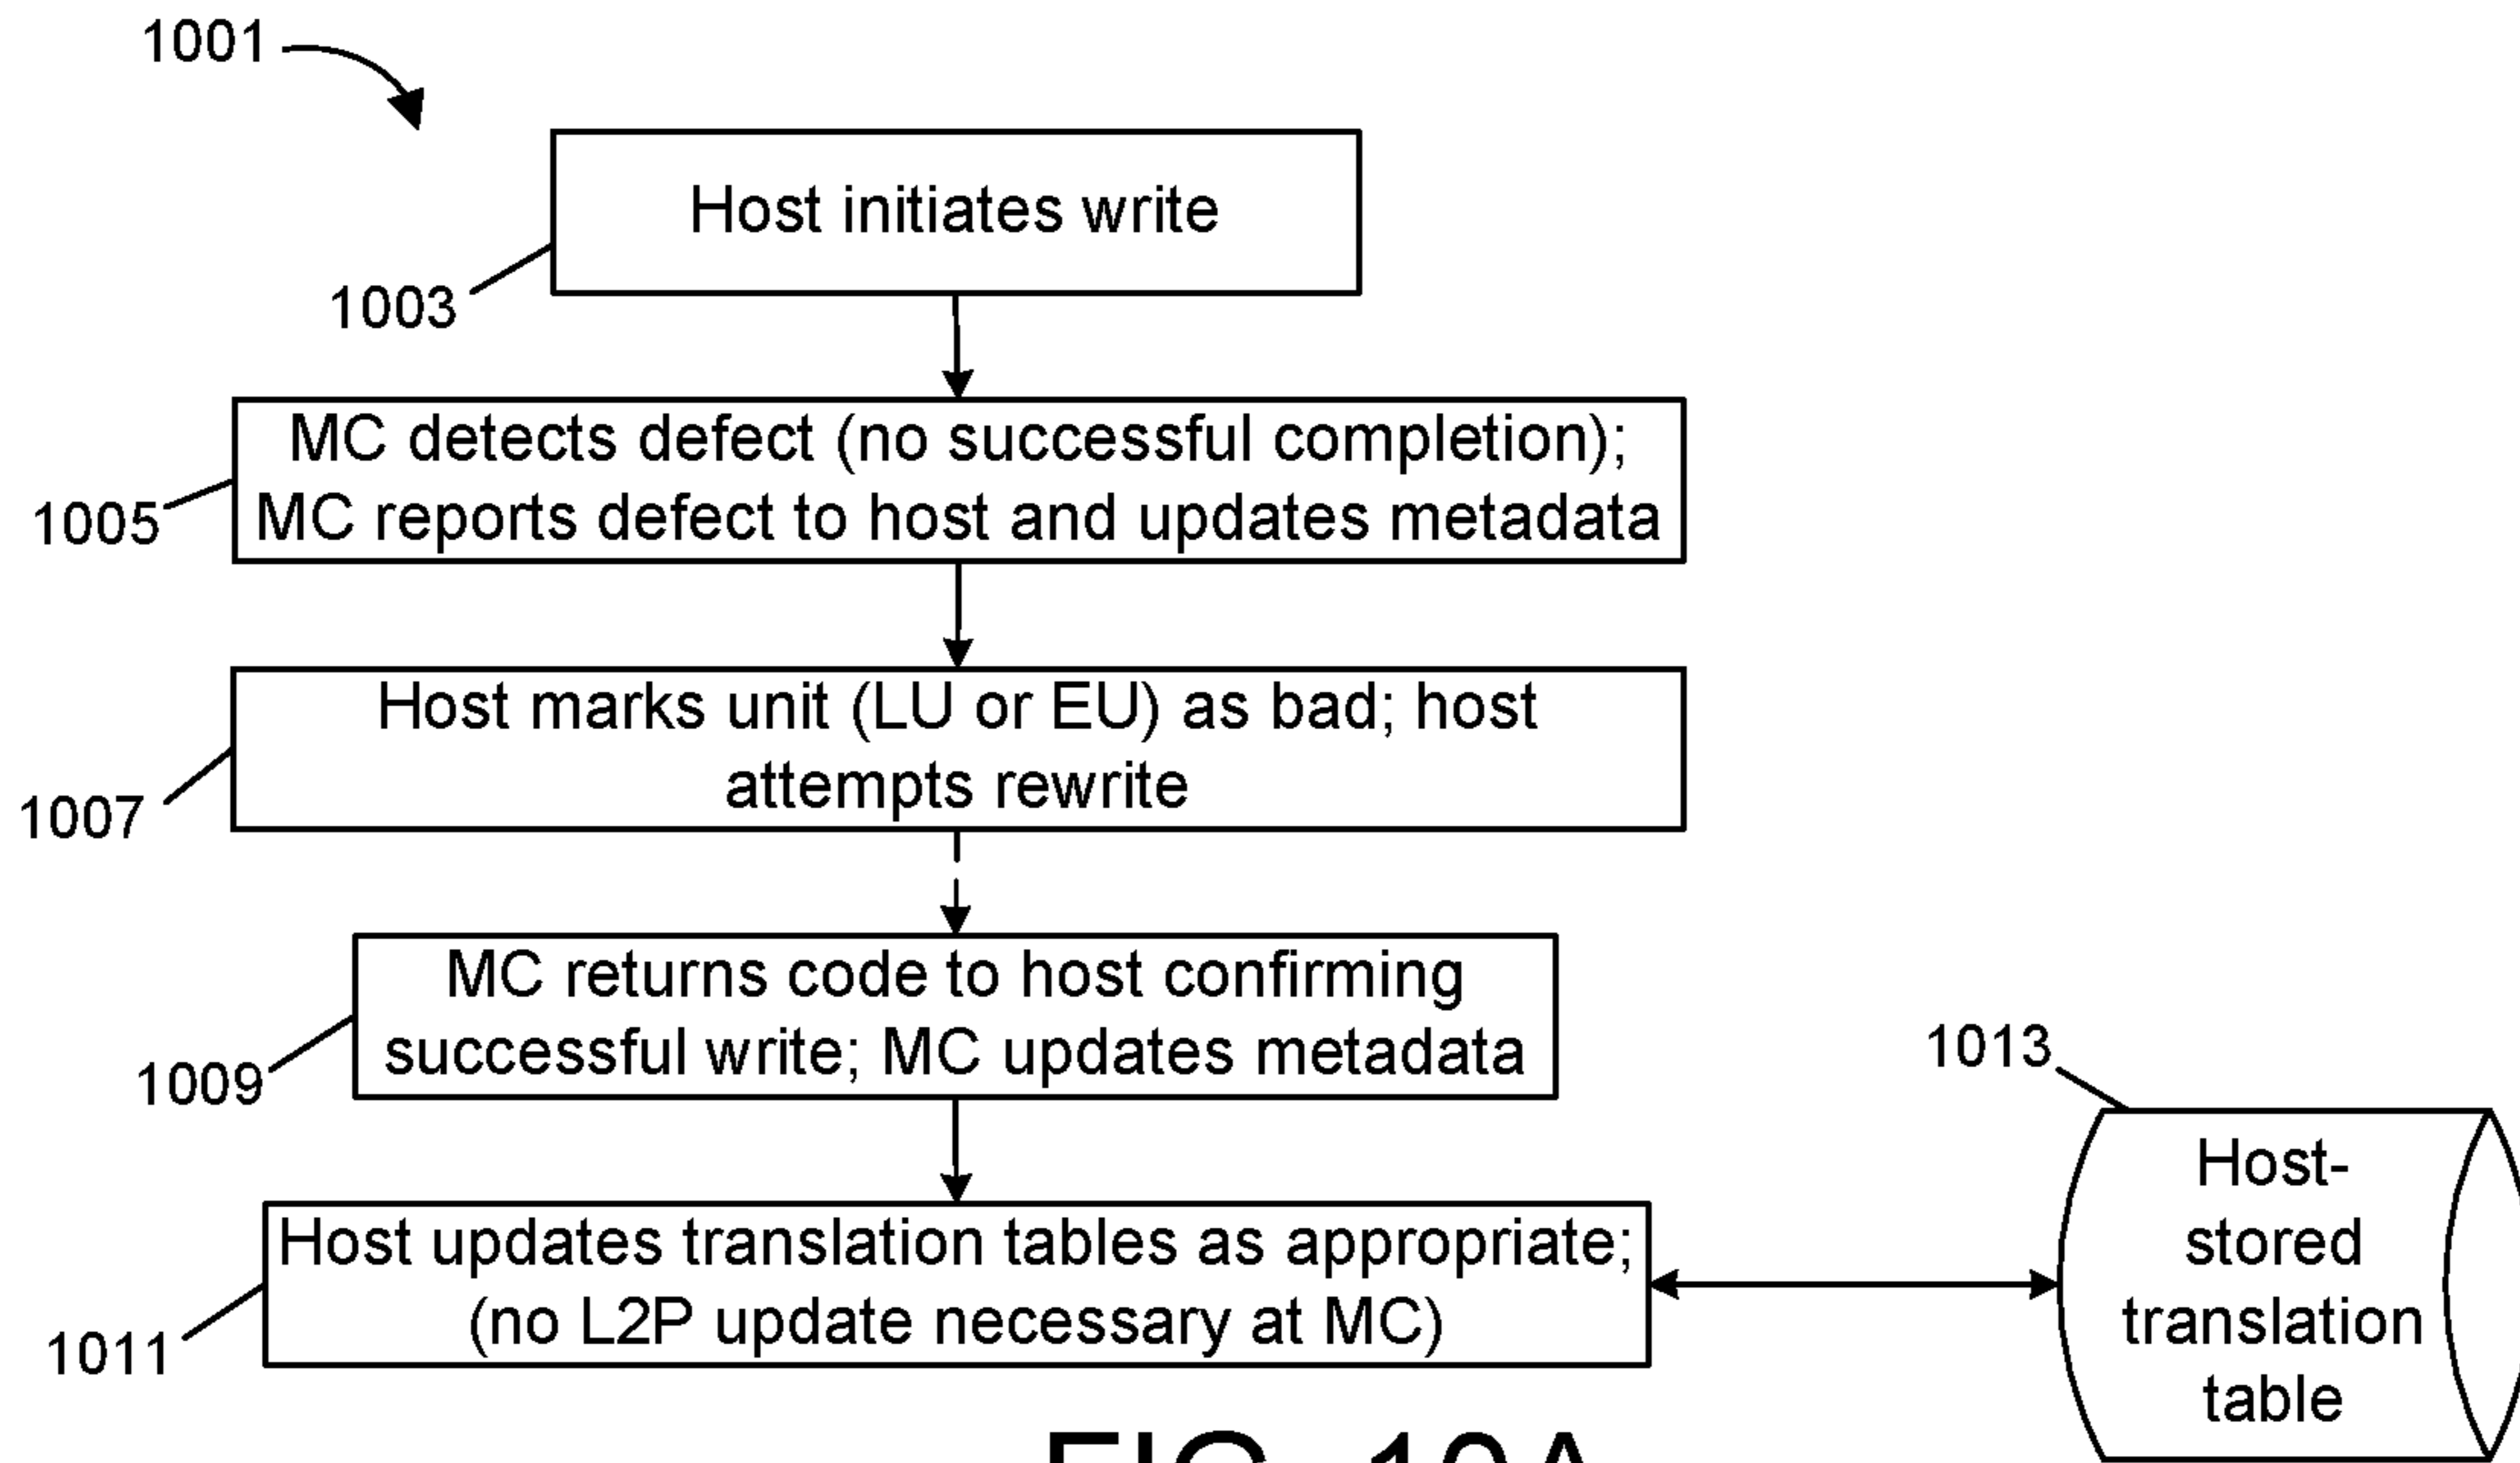 1001
Host initiates write
1003
MC detects defect (no successful completion);
MC reports defect to host and updates metadata
1005
Host marks unit (LU or EU) as bad; host
attempts rewrite
1007
MC returns code to host confirming
successful write; MC updates metadata
1009
1013
Host-
stored
translation
table
Host updates translation tables as appropriate;
(no L2P update necessary at MC)
1011
FIG. 10A